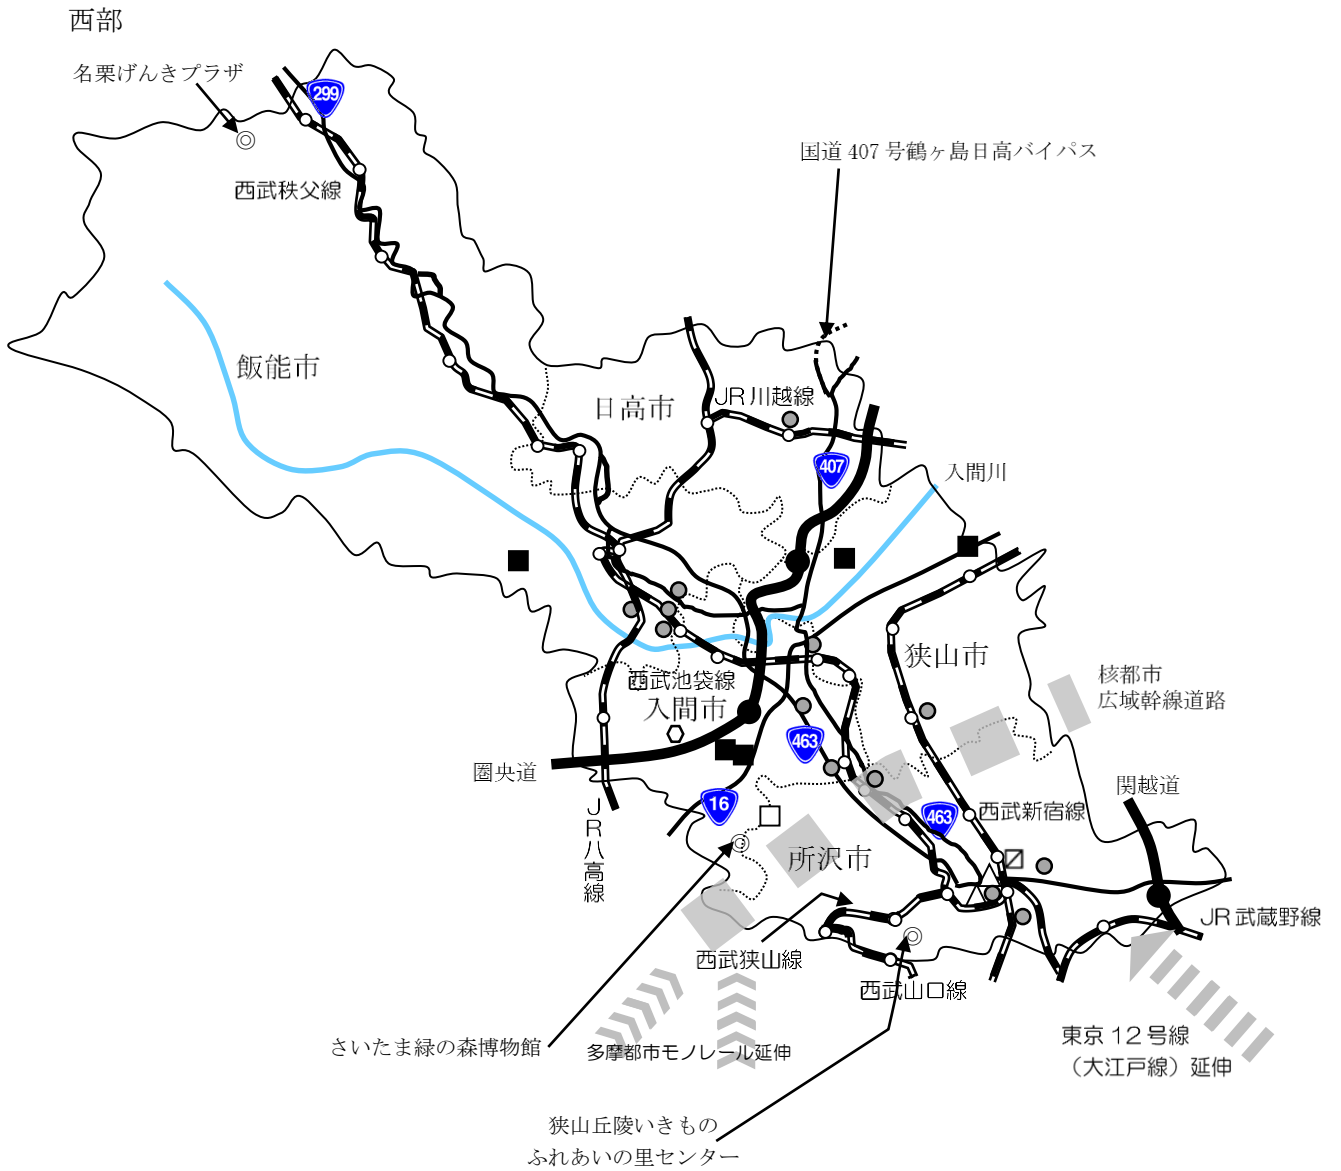 西部
名栗げんきプラザ
299
国道 407 号鶴ヶ島日高バイパス
西武秩父線
飯能市
日高市
JR 川越線
407
入間川
狭山市
西武池袋線
入間市
核都市
広域幹線道路
463
圏央道
16
関越道
JR八高線
463
西武新宿線
所沢市
JR 武蔵野線
西武狭山線
西武山口線
さいたま緑の森博物館
多摩都市モノレール延伸
東京 12 号線
（大江戸線）延伸
狭山丘陵いきもの
ふれあいの里センター